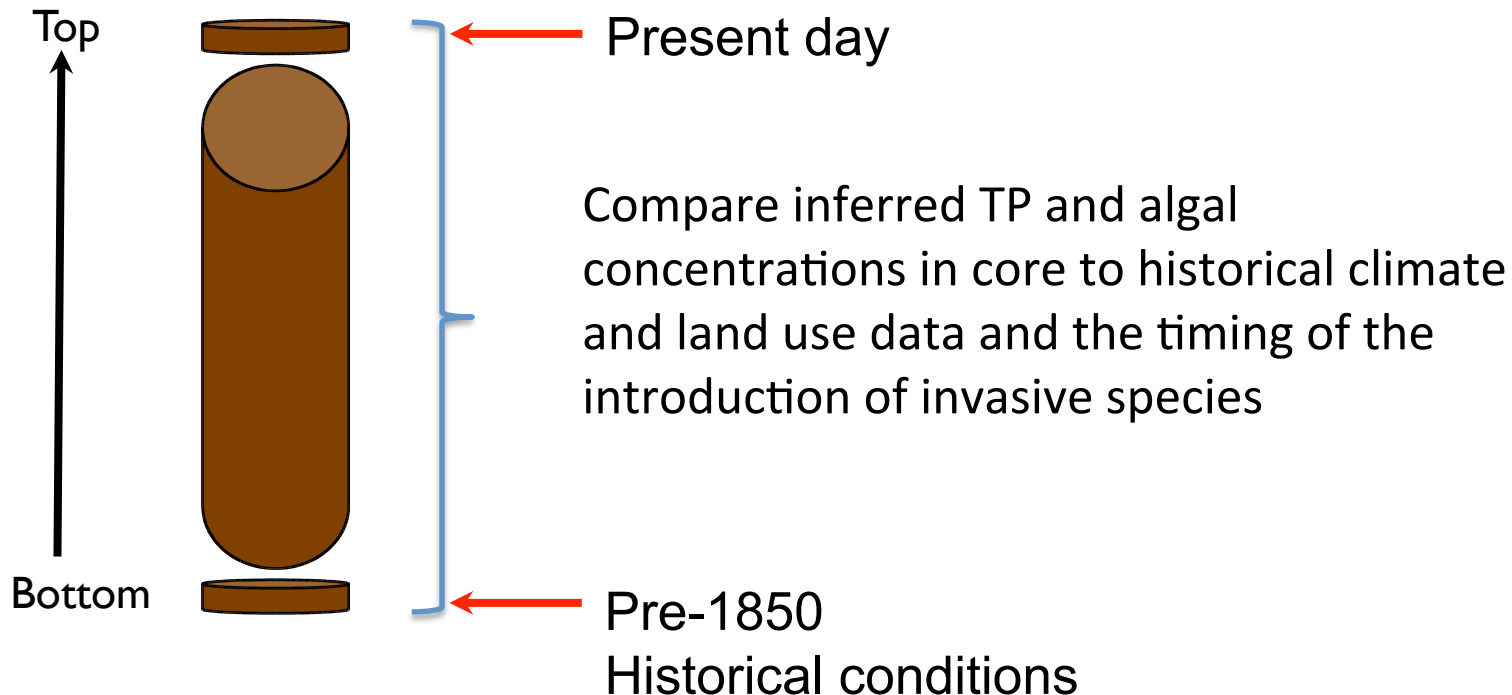 Top
Present day
Compare inferred TP and algal
concentrations in core to historical climate
and land use data and the timing of the
introduction of invasive species
Bottom
Pre-1850
Historical conditions